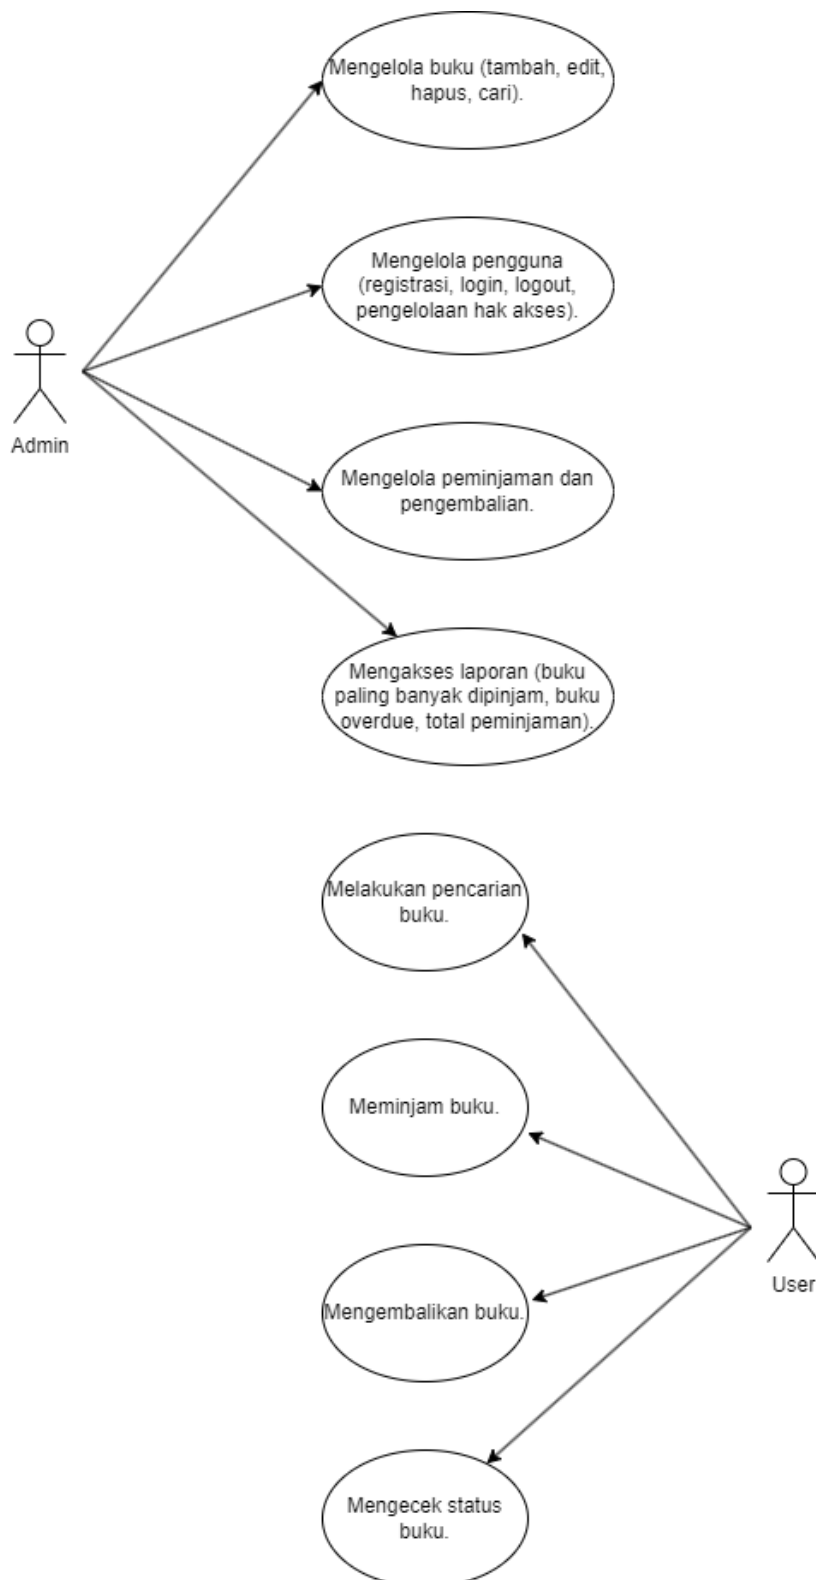 Mengelola buku (tambah, edit,
hapus, cari).
Mengelola pengguna
(registrasi, login, logout,
pengelolaan hak akses).
Admin
Mengelola peminjaman dan
pengembalian.
Mengakses laporan (buku
paling banyak dipinjam, buku
overdue, total peminjaman).
Melakukan pencarian
buku.
Meminjam buku.
User
Mengembalikan buku.
Mengecek status
buku.